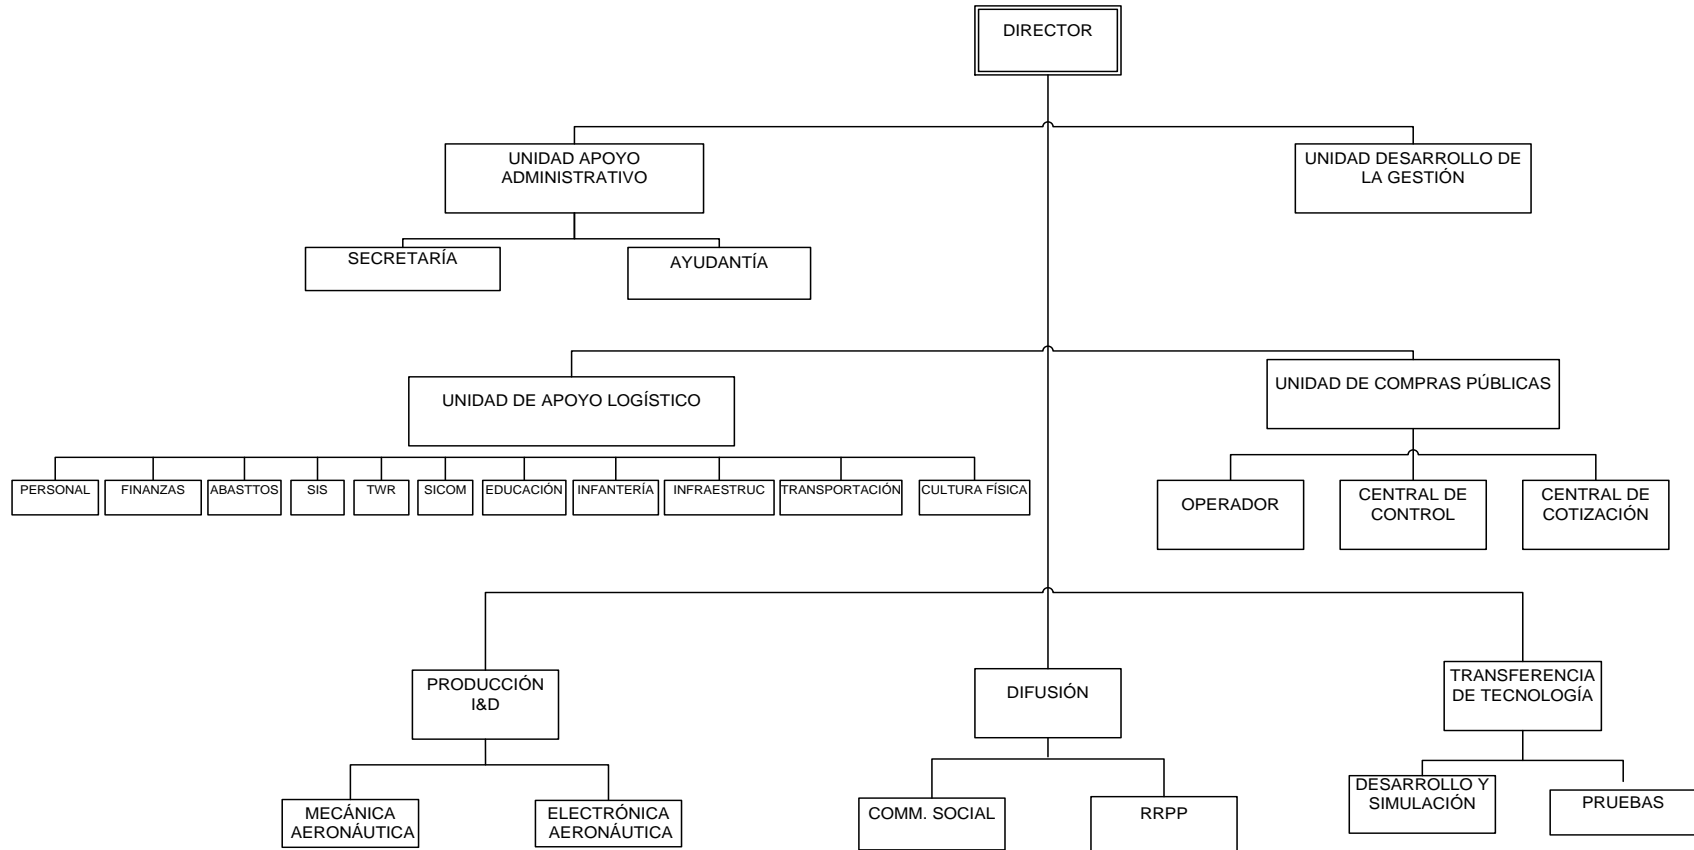 DIRECTOR
UNIDAD APOYO
ADMINISTRATIVO
UNIDAD DESARROLLO DE
LA GESTIÓN
SECRETARÍA
AYUDANTÍA
UNIDAD DE APOYO LOGÍSTICO
UNIDAD DE COMPRAS PÚBLICAS
PERSONAL
FINANZAS
ABASTTOS
SIS
TWR
SICOM
EDUCACIÓN
INFANTERÍA
INFRAESTRUC
TRANSPORTACIÓN
CULTURA FÍSICA
OPERADOR
CENTRAL DE
CONTROL
CENTRAL DE
COTIZACIÓN
PRODUCCIÓN
I&D
DIFUSIÓN
TRANSFERENCIA
DE TECNOLOGÍA
MECÁNICA
AERONÁUTICA
ELECTRÓNICA
AERONÁUTICA
COMM. SOCIAL
RRPP
DESARROLLO Y
SIMULACIÓN
PRUEBAS